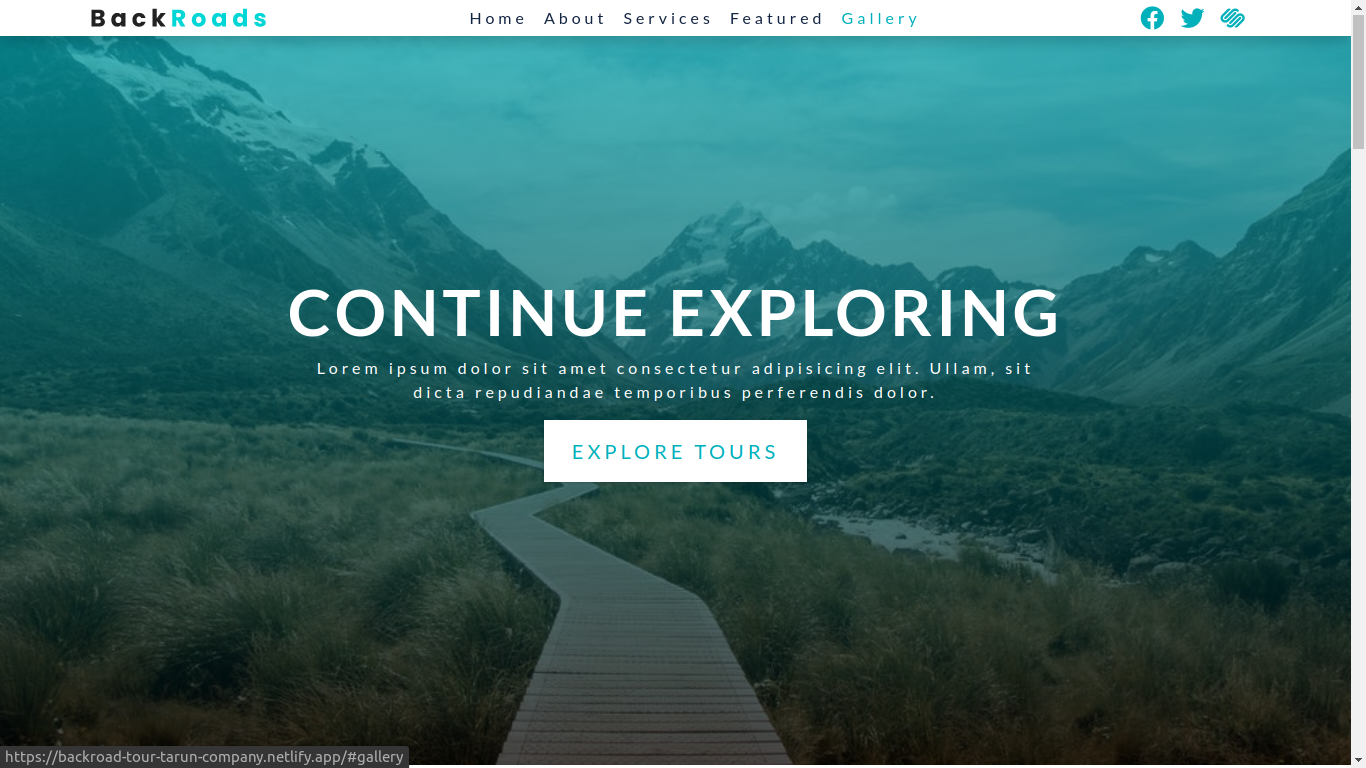 BackRoads
Home About Services Featured Gallery
CONTINUE EXPLORING
Lorem ipsum dolor sit amet consectetur adipisicing elit. Ullam, sit
dicta repudiandae temporibus perferendis dolor.
EXPLORE TOURS
https://backroad-tour-tarun-company.netlify.app/#gallery